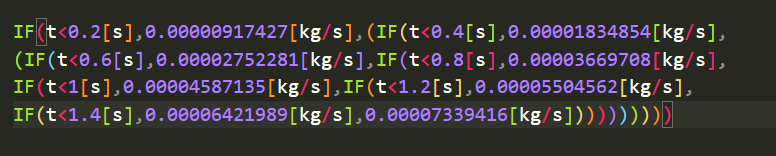 IF(t<0.2[s],0.00000917427[kg/s],(IF(t<0.4[s],0.00001834854[kg/s],
(IF(t<0.6[s],0.00002752281[kg/s],IF(t<0.8[s],0.00003669708[kg/s],
IF(t<1[s],0.00004587135[kg/s],IF(t<1.2[s],0.00005504562[kg/s],
IF(t<1.4[s],0.00006421989[kg/s],0.00007339416[kg/s])))))))))